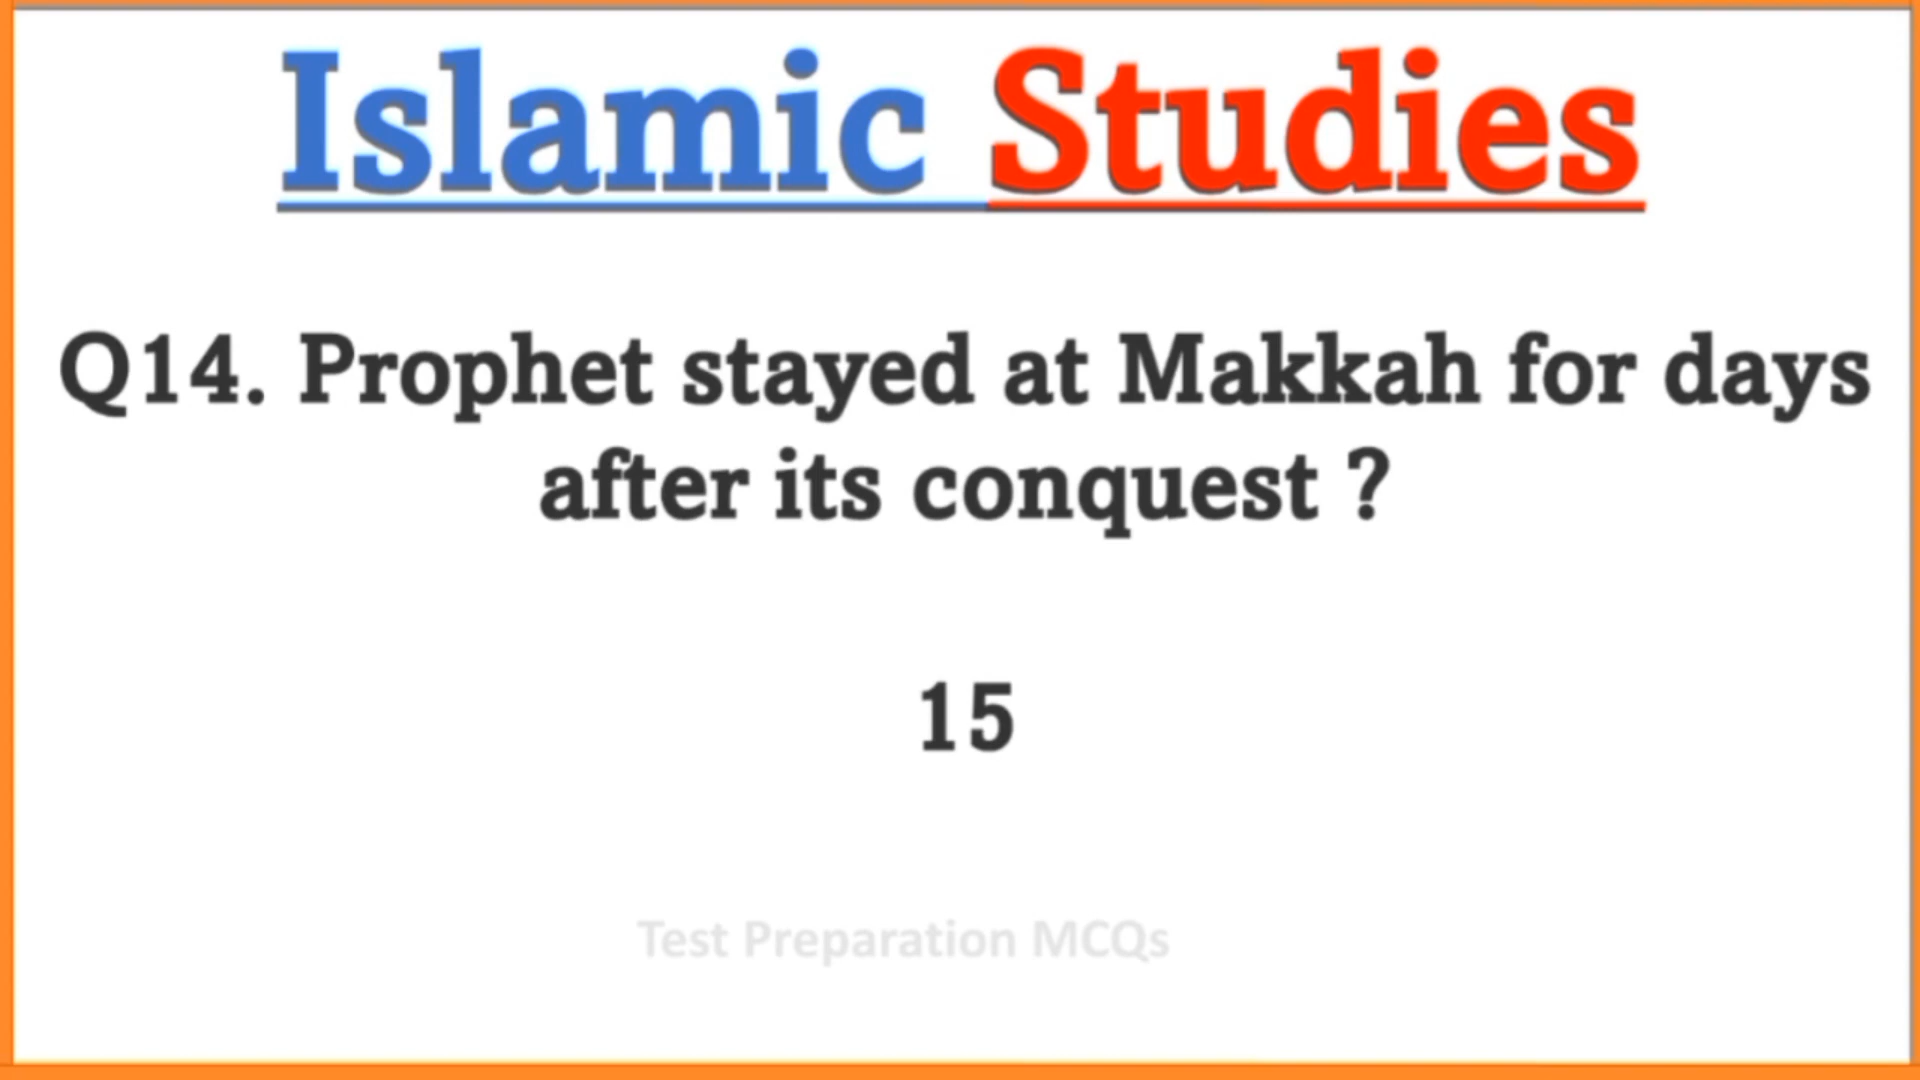 Islamic Studies
Q14. Prophet stayed at Makkah for days
after its conquest ?
15
Test Preparation MCQs